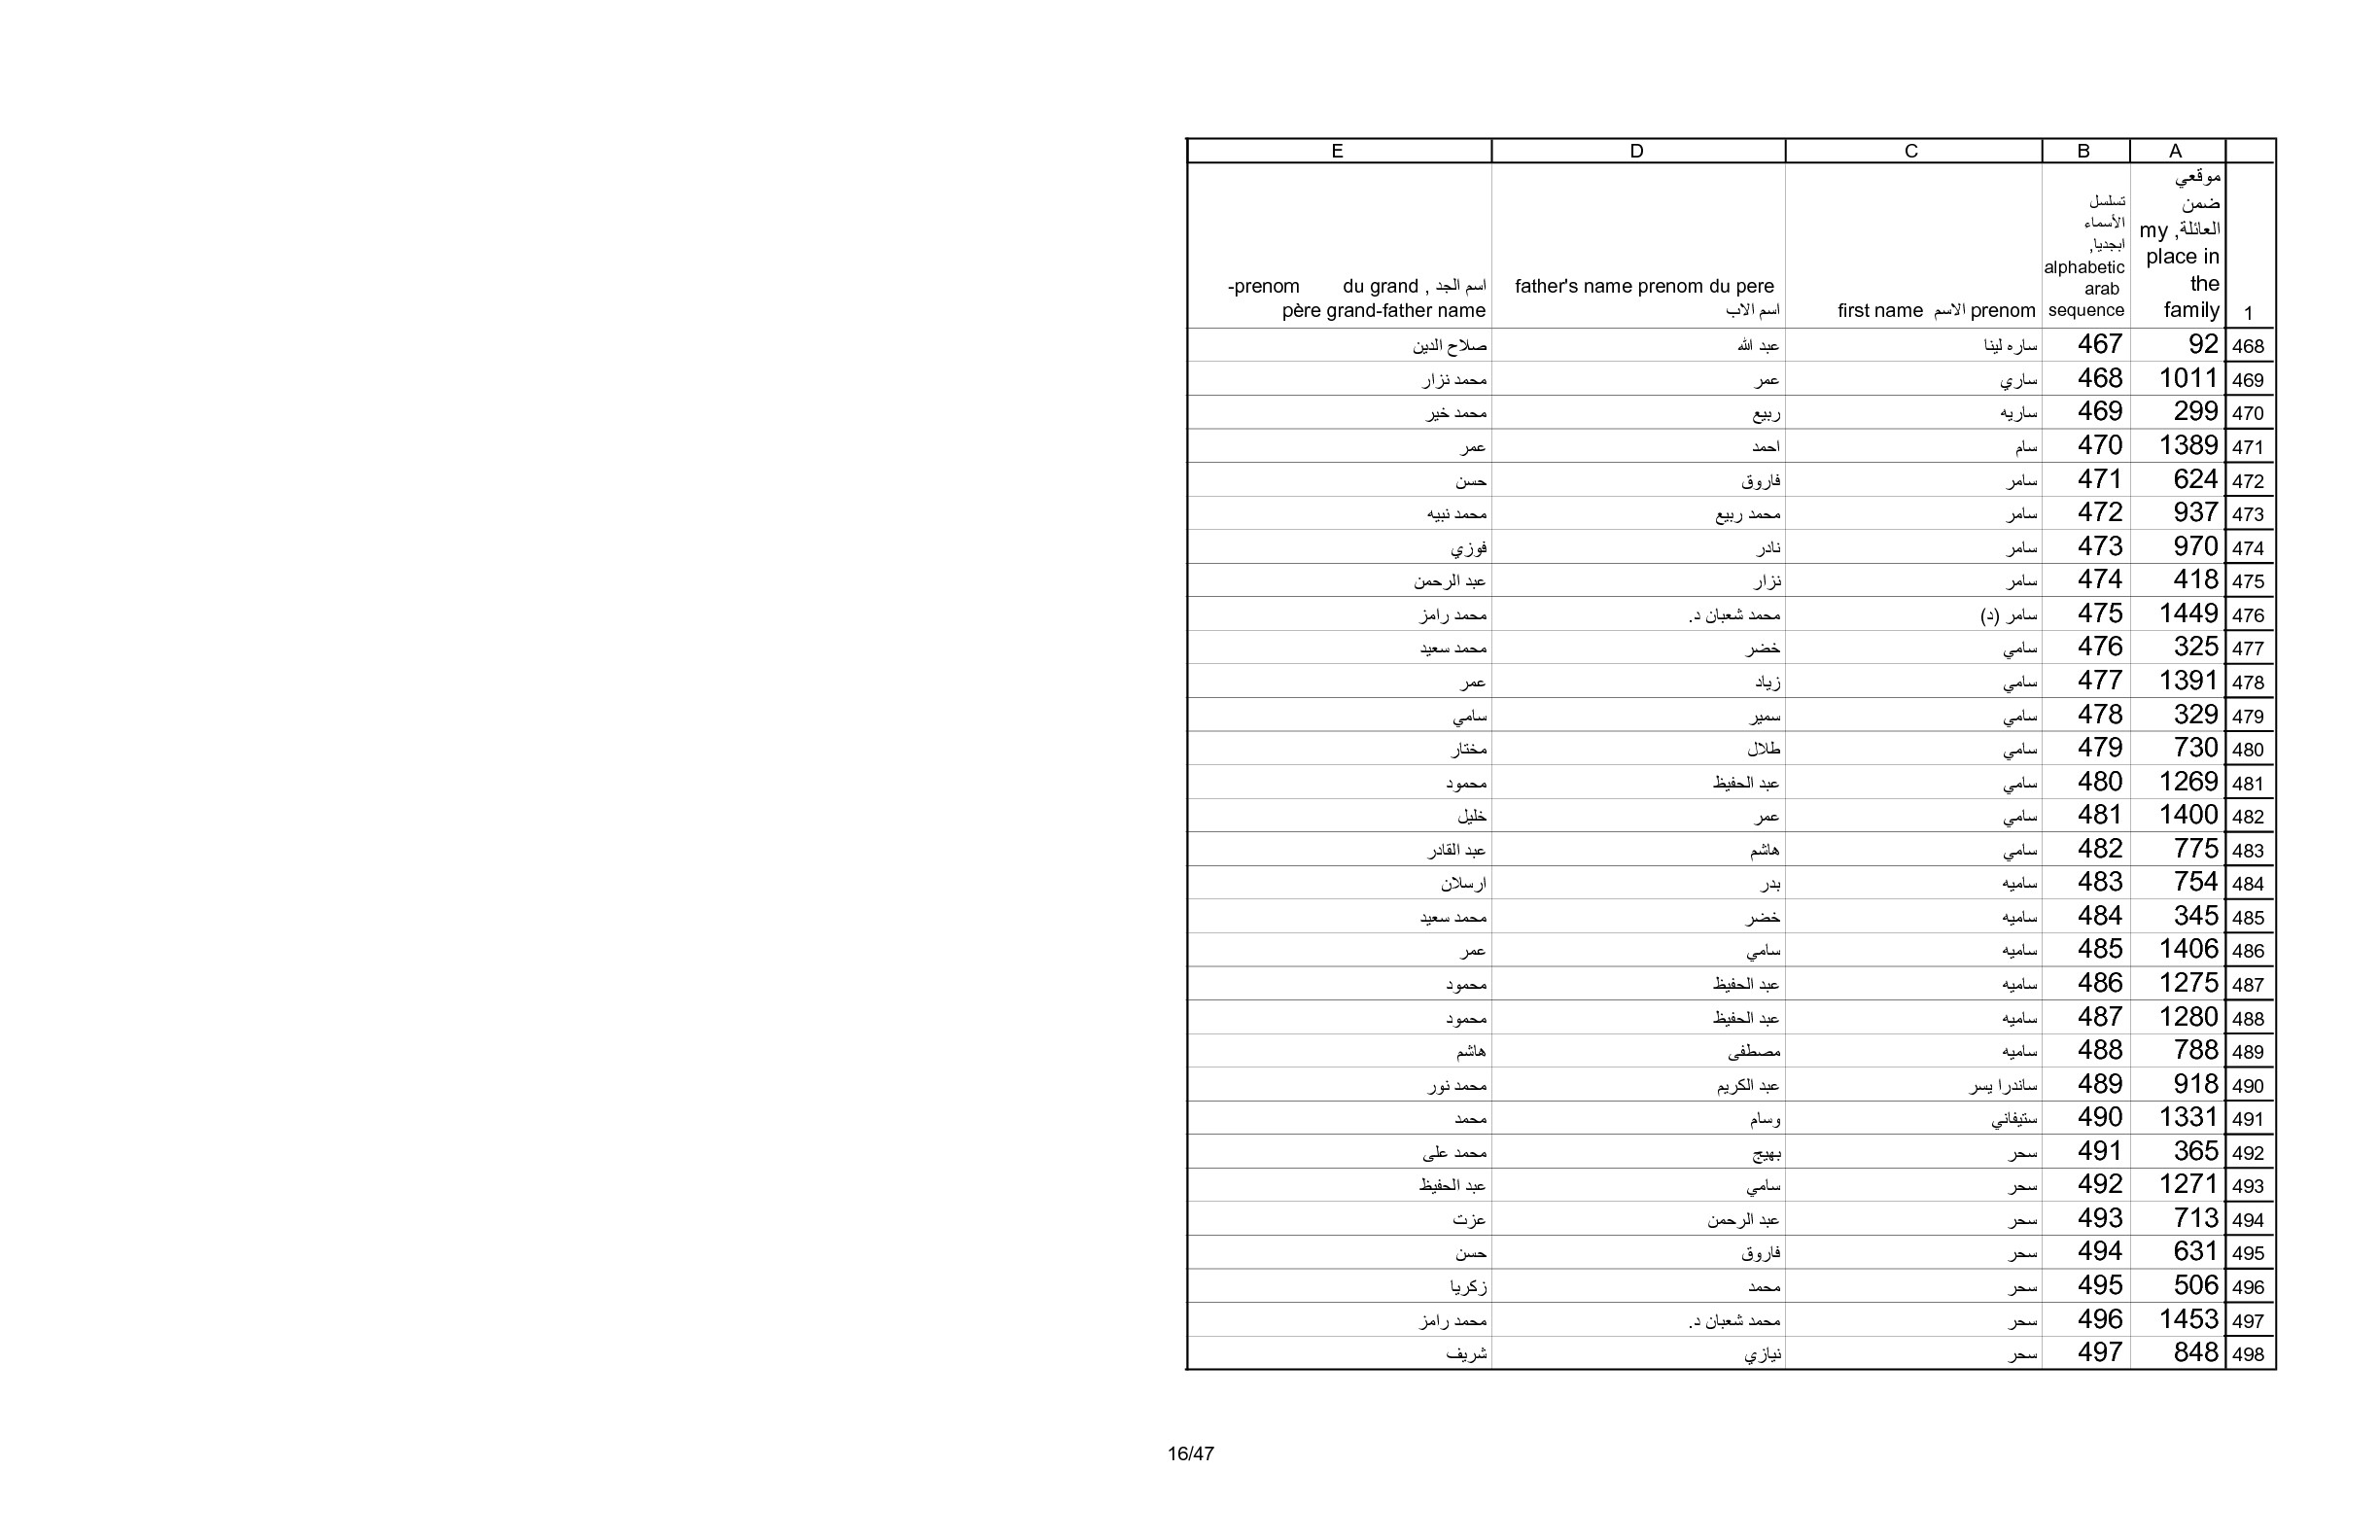 A B C D E
1
موقعي
ضمن
العائلة, my
place in
the
family
تسلسل
الأسماء
ابجديا,
alphabetic
arab
sequence
first name الاسم prenom
father's name prenom du pere
اسم الاب
-prenom du grand , اسم الجد
père grand-father name
468 92 467 ساره لينا عبد الله صلاح الدين
469 1011 468 ساري عمر محمد نزار
470 299 469 ساريه ربيع محمد خير
471 1389 470 سام احمد عمر
472 624 471 سامر فاروق حسن
473 937 472 سامر محمد ربيع محمد نبيه
474 970 473 سامر نادر فوزي
475 418 474 سامر نزار عبد الرحمن
476 1449 475 سامر (د) محمد شعبان د. محمد رامز
477 325 476 سامي خضر محمد سعيد
478 1391 477 سامي زياد عمر
479 329 478 سامي سمير سامي
480 730 479 سامي طلال مختار
481 1269 480 سامي عبد الحفيظ محمود
482 1400 481 سامي عمر خليل
483 775 482 سامي هاشم عبد القادر
484 754 483 ساميه بدر ارسلان
485 345 484 ساميه خضر محمد سعيد
486 1406 485 ساميه سامي عمر
487 1275 486 ساميه عبد الحفيظ محمود
488 1280 487 ساميه عبد الحفيظ محمود
489 788 488 ساميه مصطفى هاشم
490 918 489 ساندرا يسر عبد الكريم محمد نور
491 1331 490 ستيفاني وسام محمد
492 365 491 سحر بهيج محمد على
493 1271 492 سحر سامي عبد الحفيظ
494 713 493 سحر عبد الرحمن عزت
495 631 494 سحر فاروق حسن
496 506 495 سحر محمد زكريا
497 1453 496 سحر محمد شعبان د. محمد رامز
498 848 497 سحر نيازي شريف
16/47